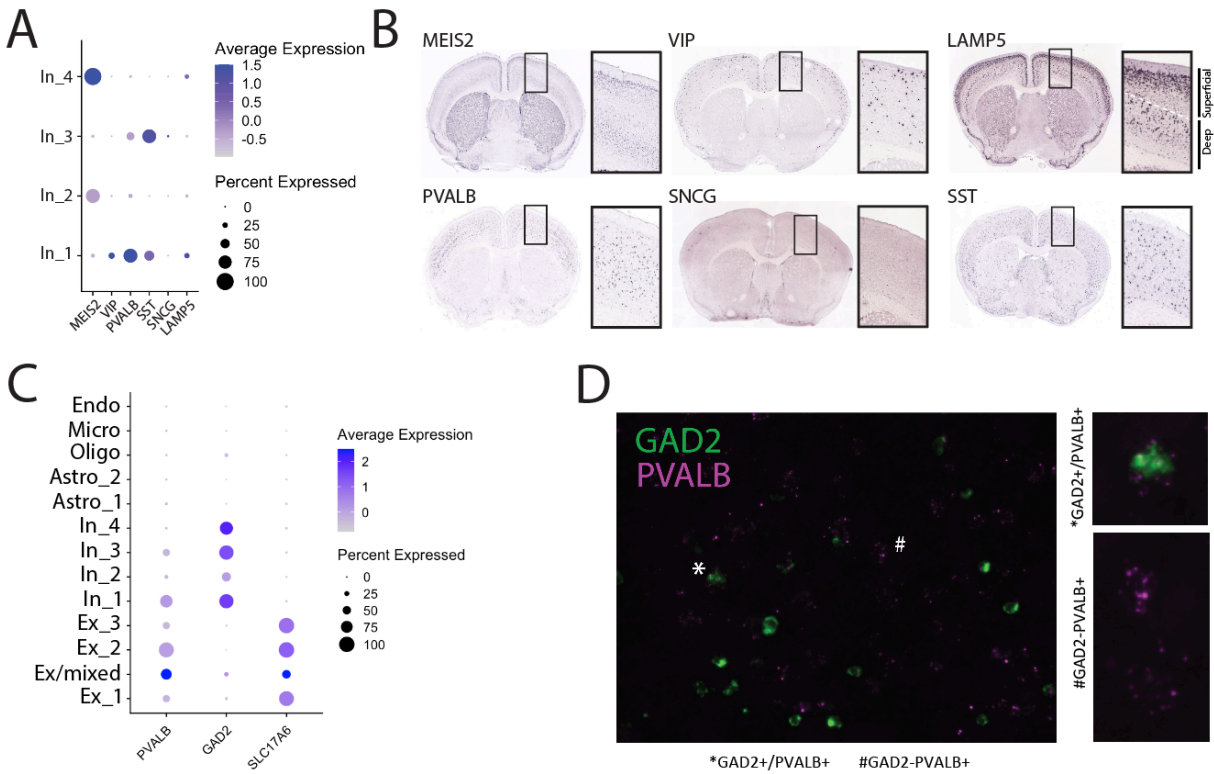 A
In_4
In_3
In_2
In_1
MEIS2
VIP
PVALB
SST
SNCG
LAMP5
Average Expression
1.5
1.0
0.5
0.0
-0.5
Percent Expressed
0
25
50
75
100
B
MEIS2
VIP
LAMP5
Superficial
Deep
PVALB
SNCG
SST
C
Endo
Micro
Oligo
Astro_2
Astro_1
In_4
In_3
In_2
In_1
Ex_3
Ex_2
Ex/mixed
Ex_1
PVALB
GAD2
SLC17A6
Average Expression
2
1
0
Percent Expressed
0
25
50
75
100
D
GAD2
PVALB
*
#
*GAD2+/PVALB+
#GAD2-PVALB+
*GAD2+/PVALB+ #GAD2-PVALB+